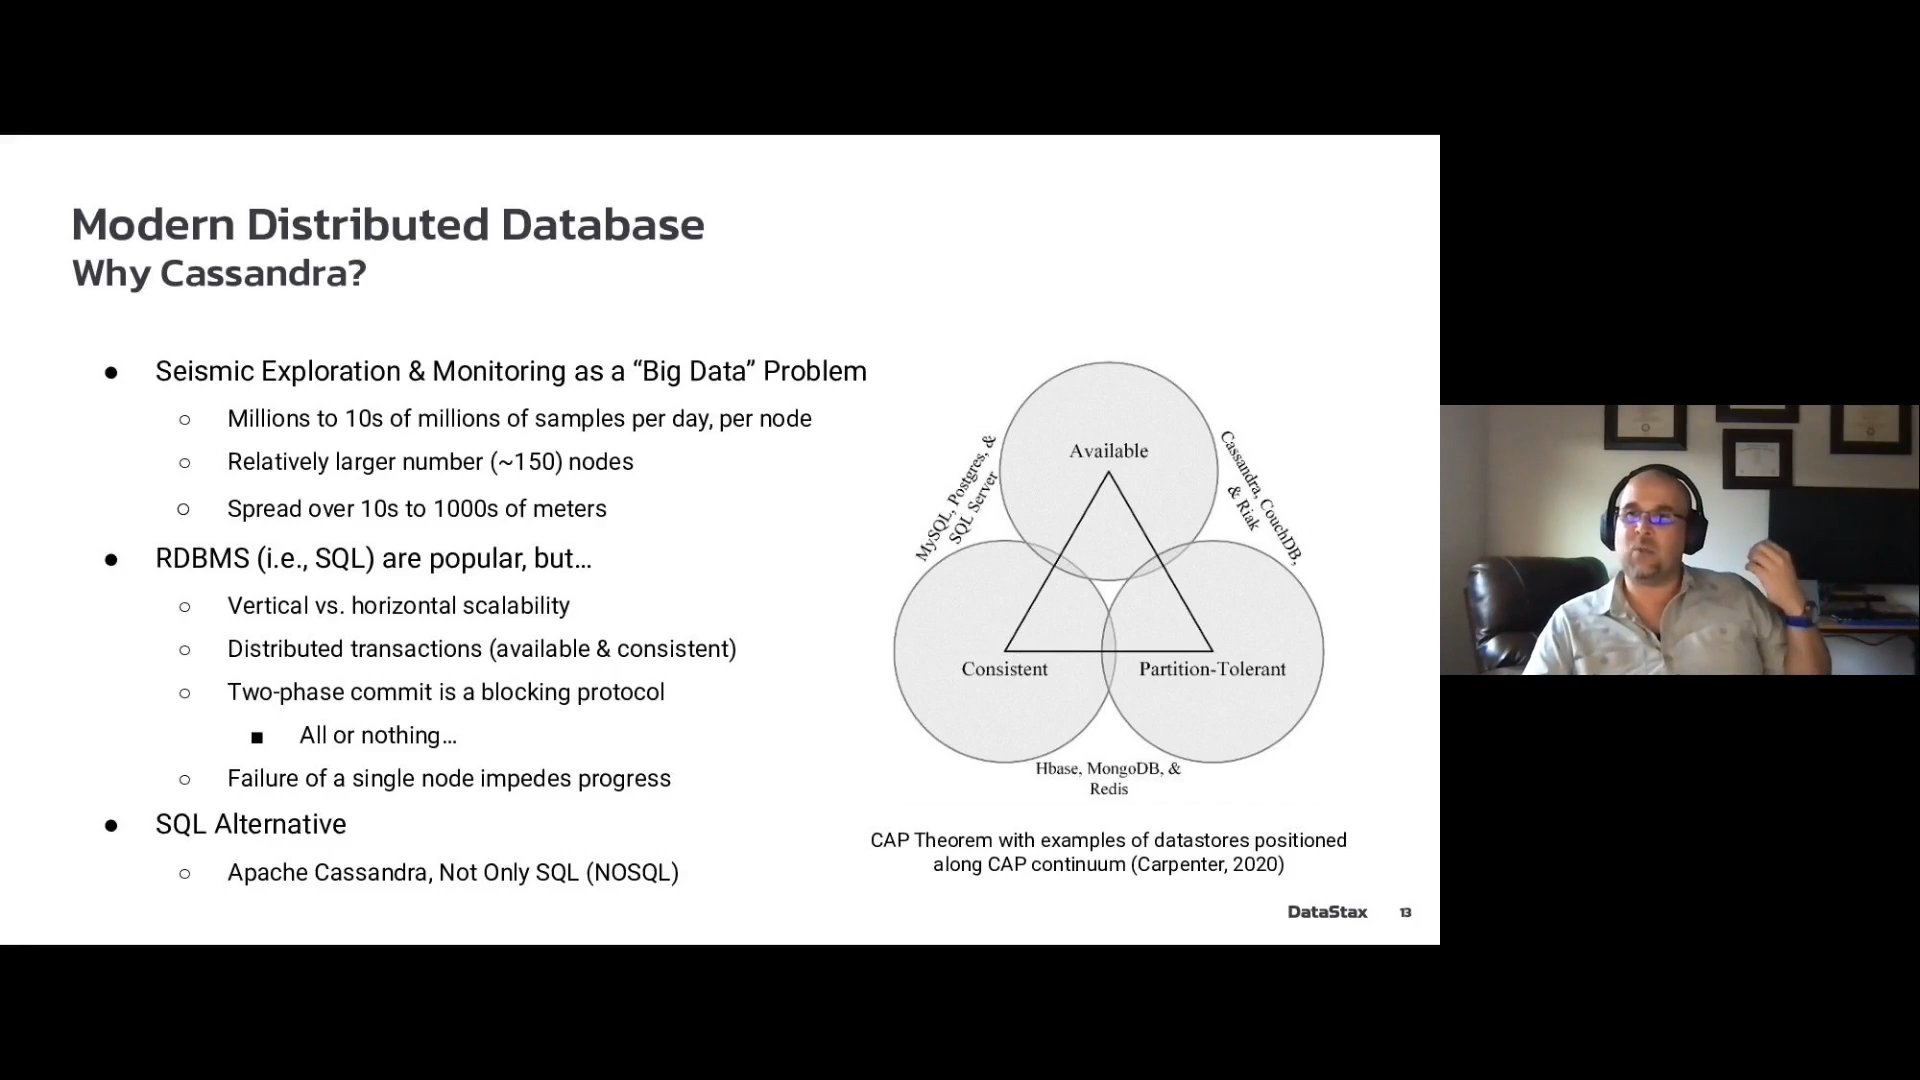 Modern Distributed Database
Why Cassandra?
● Seismic Exploration & Monitoring as a “Big Data” Problem
○ Millions to 10s of millions of samples per day, per node
○ Relatively larger number (~150) nodes
○ Spread over 10s to 1000s of meters
● RDBMS (i.e., SQL) are popular, but…
○ Vertical vs. horizontal scalability
○ Distributed transactions (available & consistent)
○ Two-phase commit is a blocking protocol
■ All or nothing…
○ Failure of a single node impedes progress
● SQL Alternative
○ Apache Cassandra, Not Only SQL (NOSQL)
Available
MySQL, Postgres, &
SQL Server
Cassandra, CouchDB,
& Riak
Consistent
Partition-Tolerant
Hbase, MongoDB, &
Redis
CAP Theorem with examples of datastores positioned
along CAP continuum (Carpenter, 2020)
DataStax 13